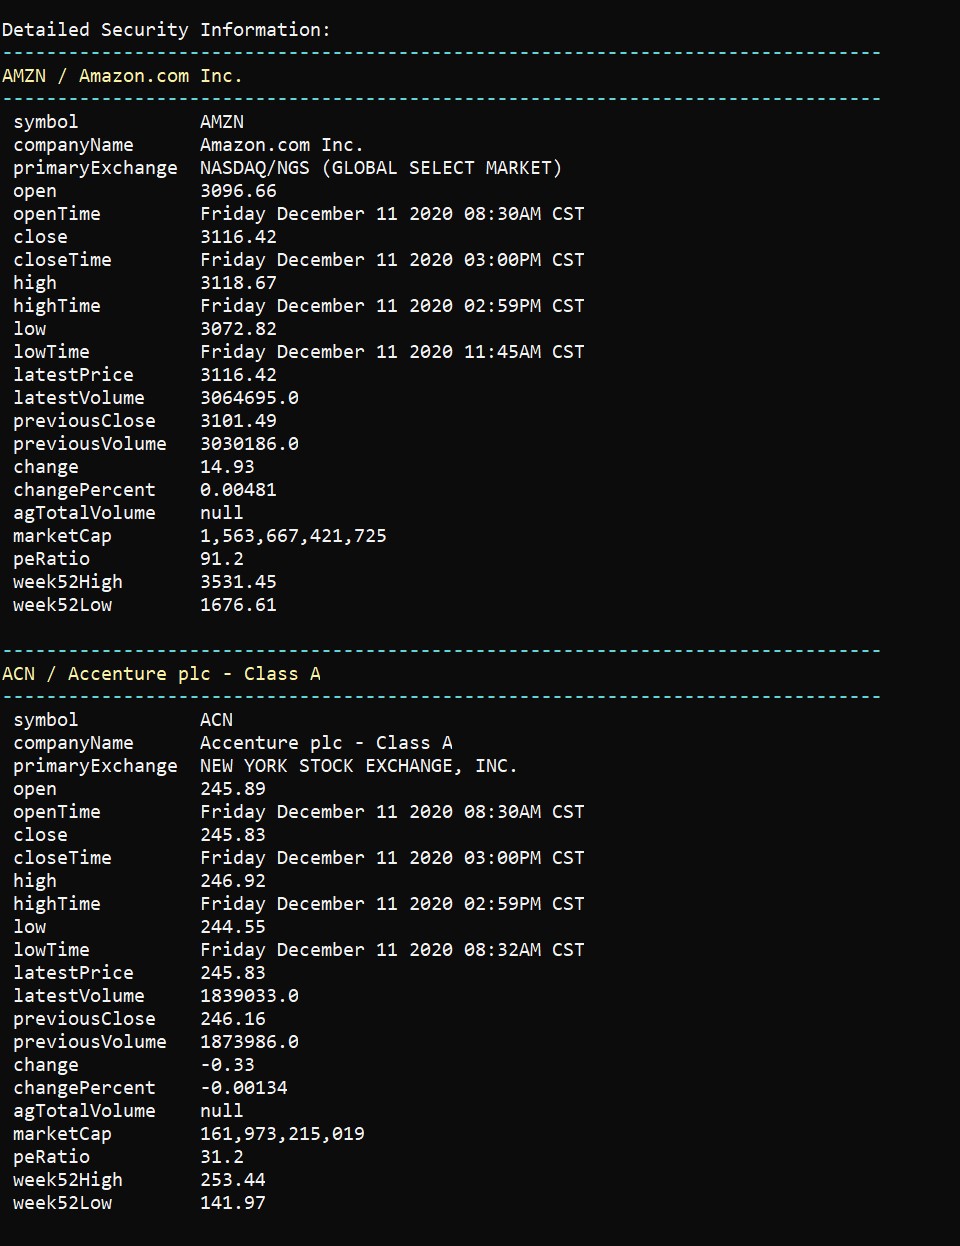 Detailed Security Information:
--------------------------------------------------------------------------------
AMZN / Amazon.com Inc.
--------------------------------------------------------------------------------
symbol           AMZN
companyName      Amazon.com Inc.
primaryExchange  NASDAQ/NGS (GLOBAL SELECT MARKET)
open             3096.66
openTime         Friday December 11 2020 08:30AM CST
close            3116.42
closeTime        Friday December 11 2020 03:00PM CST
high             3118.67
highTime         Friday December 11 2020 02:59PM CST
low              3072.82
lowTime          Friday December 11 2020 11:45AM CST
latestPrice      3116.42
latestVolume     3064695.0
previousClose    3101.49
previousVolume   3030186.0
change           14.93
changePercent    0.00481
agTotalVolume    null
marketCap        1,563,667,421,725
peRatio          91.2
week52High       3531.45
week52Low        1676.61
--------------------------------------------------------------------------------
ACN / Accenture plc - Class A
--------------------------------------------------------------------------------
symbol           ACN
companyName      Accenture plc - Class A
primaryExchange  NEW YORK STOCK EXCHANGE, INC.
open             245.89
openTime         Friday December 11 2020 08:30AM CST
close            245.83
closeTime        Friday December 11 2020 03:00PM CST
high             246.92
highTime         Friday December 11 2020 02:59PM CST
low              244.55
lowTime          Friday December 11 2020 08:32AM CST
latestPrice      245.83
latestVolume     1839033.0
previousClose    246.16
previousVolume   1873986.0
change           -0.33
changePercent    -0.00134
agTotalVolume    null
marketCap        161,973,215,019
peRatio          31.2
week52High       253.44
week52Low        141.97